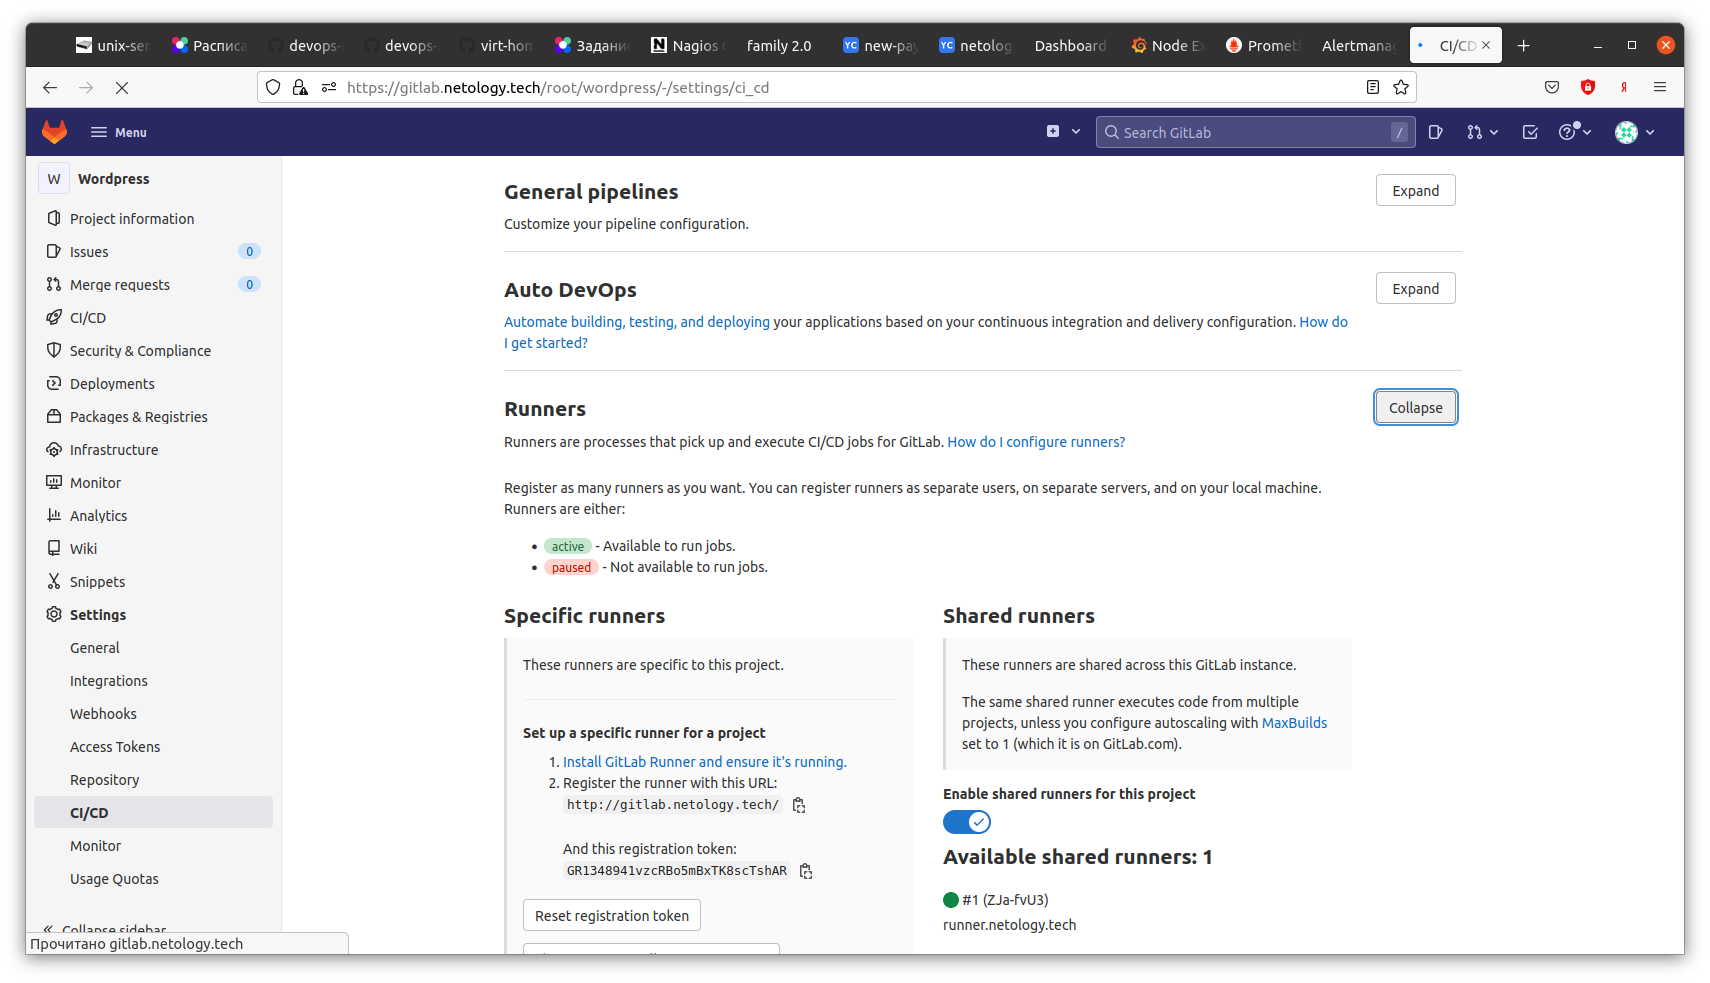 unix-ser
Расписа
devops-
devops-
virt-hom
Задани
Nagios
family 2.0
new-pay
netolog
Dashboard
Node Ex
Promet
Alertmana
CI/CD
https://gitlab.netology.tech/root/wordpress/-/settings/ci_cd
Menu
Search GitLab /
W Wordpress
Project information
Issues 0
Merge requests 0
CI/CD
Security & Compliance
Deployments
Packages & Registries
Infrastructure
Monitor
Analytics
Wiki
Snippets
Settings
General
Integrations
Webhooks
Access Tokens
Repository
CI/CD
Monitor
Usage Quotas
Collapse sidebar
Прочитано gitlab.netology.tech
General pipelines
Expand
Customize your pipeline configuration.
Auto DevOps
Expand
Automate building, testing, and deploying your applications based on your continuous integration and delivery configuration. How do
I get started?
Runners
Collapse
Runners are processes that pick up and execute CI/CD jobs for GitLab. How do I configure runners?
Register as many runners as you want. You can register runners as separate users, on separate servers, and on your local machine.
Runners are either:
• active - Available to run jobs.
• paused - Not available to run jobs.
Specific runners
These runners are specific to this project.
Set up a specific runner for a project
1. Install GitLab Runner and ensure it's running.
2. Register the runner with this URL:
http://gitlab.netology.tech/
And this registration token:
GR1348941vzcRBo5mBxTK8scTshAR
Reset registration token
Shared runners
These runners are shared across this GitLab instance.
The same shared runner executes code from multiple
projects, unless you configure autoscaling with MaxBuilds
set to 1 (which it is on GitLab.com).
Enable shared runners for this project
Available shared runners: 1
#1 (ZJa-fvU3)
runner.netology.tech